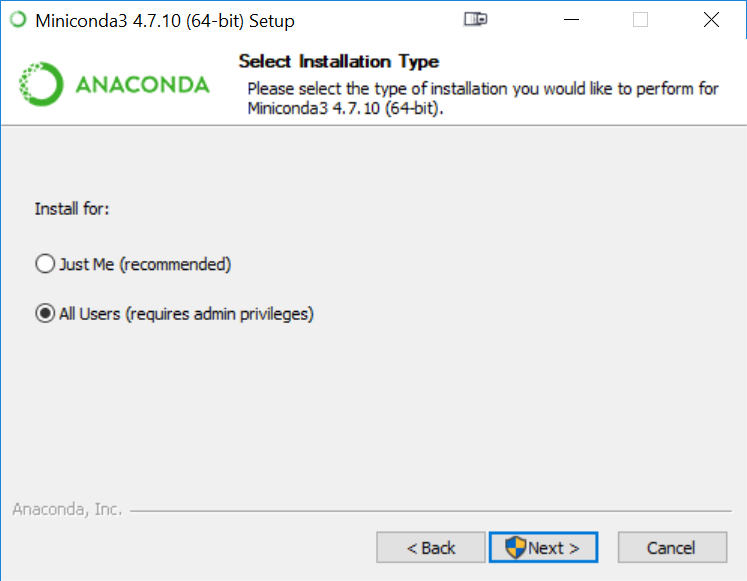 Miniconda3 4.7.10 (64-bit) Setup
ANACONDA
Select Installation Type
Please select the type of installation you would like to perform for
Miniconda3 4.7.10 (64-bit).
Install for:
Just Me (recommended)
All Users (requires admin privileges)
Anaconda, Inc.
< Back
Next >
Cancel